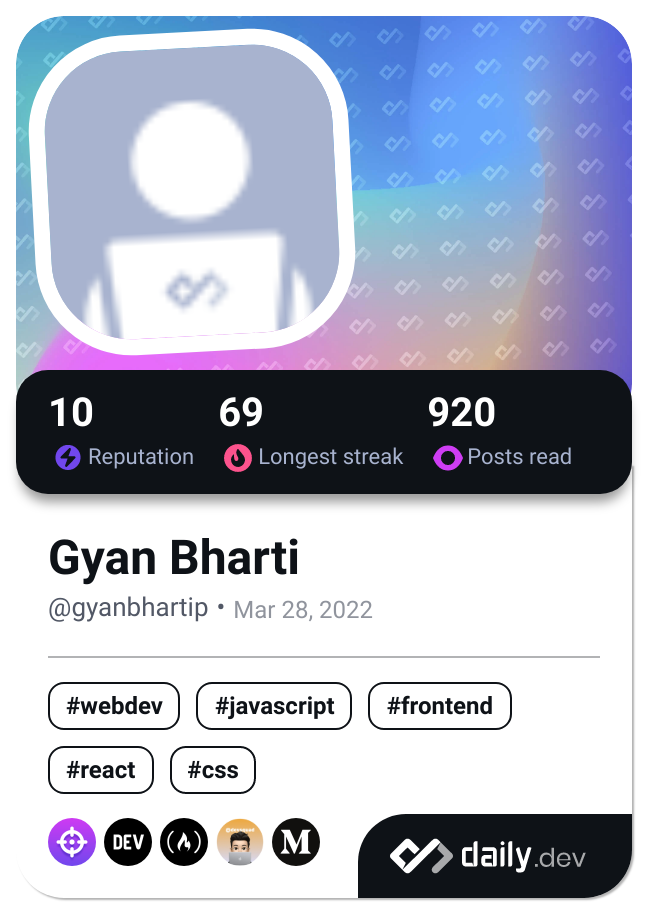 10 69 920
Reputation Longest streak Posts read
Gyan Bharti
@gyanbhartip • Mar 28, 2022
#webdev #javascript #frontend
#react #css
DEV M
daily.dev